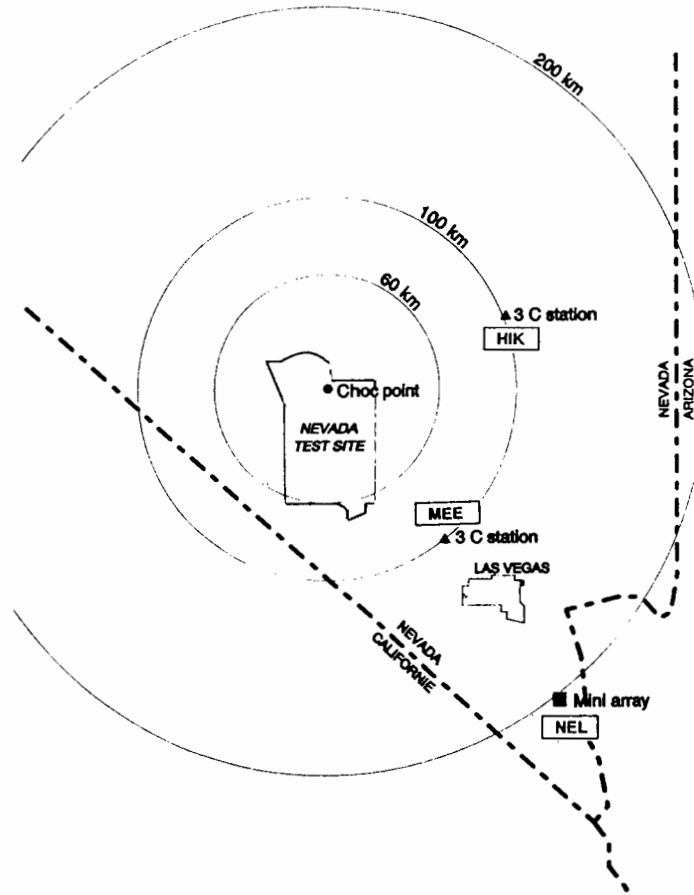 200 km
100 km
60 km
3 C station
HIK
Choc point
NEVADA
TEST SITE
NEVADA
ARIZONA
MEE
3 C station
LAS VEGAS
NEVADA
CALIFORNIE
Mini array
NEL